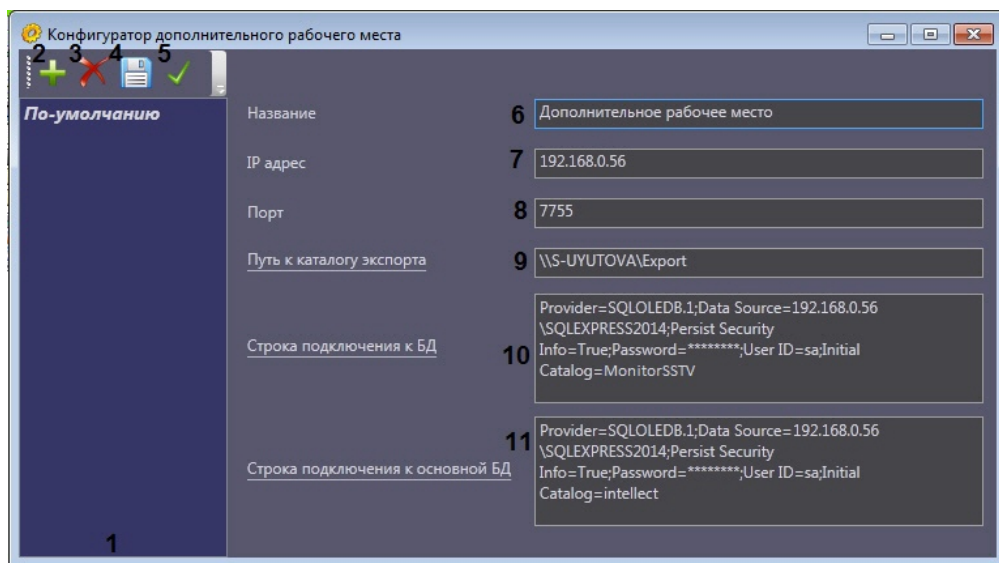 Конфигуратор дополнительного рабочего места
2 3 4 5
По-умолчанию
Название 6 Дополнительное рабочее место
IP адрес 7 192.168.0.56
Порт 8 7755
Путь к каталогу экспорта 9 \\S-UYUTOVA\Export
Строка подключения к БД 10
Provider=SQLOLEDB.1;Data Source=192.168.0.56
\SQLEXPRESS2014;Persist Security
Info=True;Password=********;User ID=sa;Initial
Catalog=MonitorSSTV
Строка подключения к основной БД 11
Provider=SQLOLEDB.1;Data Source=192.168.0.56
\SQLEXPRESS2014;Persist Security
Info=True;Password=********;User ID=sa;Initial
Catalog=intellect
1